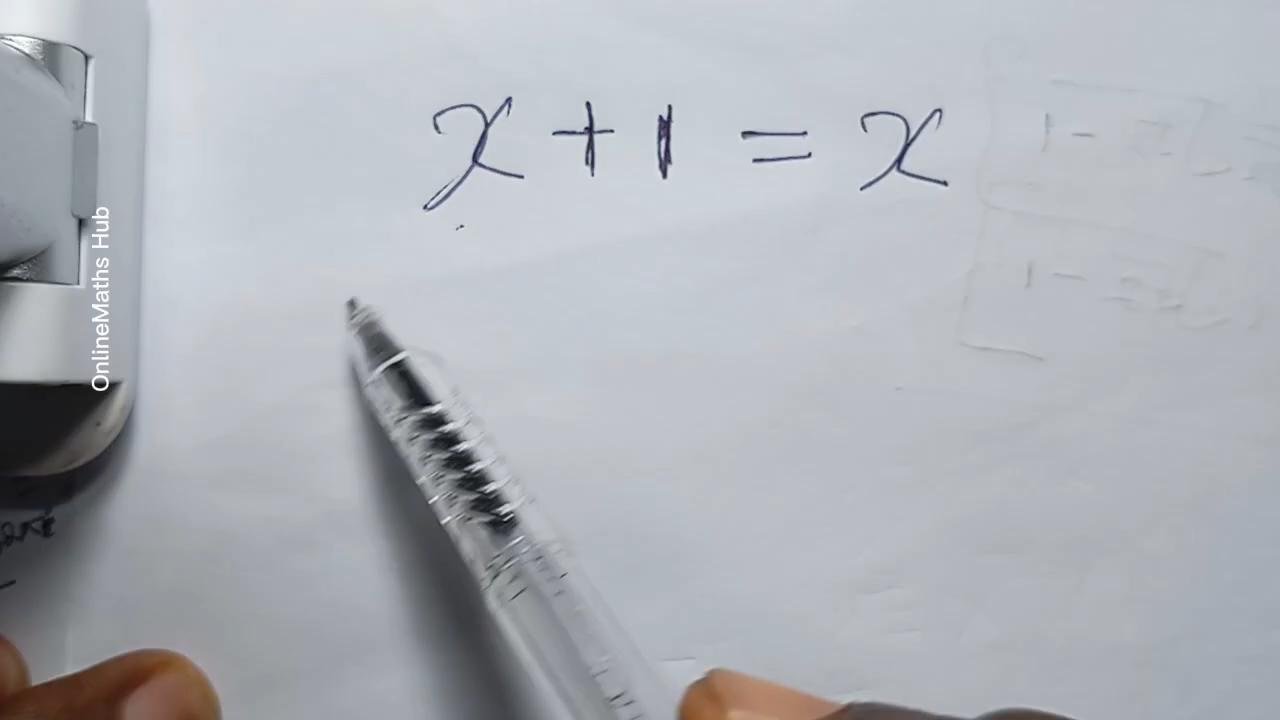 x + 1 = x
OnlineMaths Hub